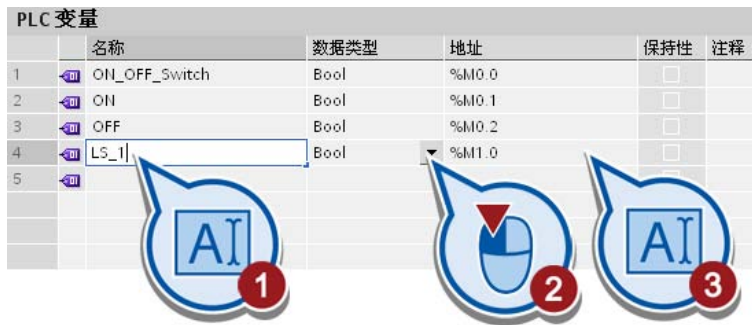 PLC 变量
名称 数据类型 地址 保持性 注释
1 ON_OFF_Switch Bool %M0.0
2 ON Bool %M0.1
3 OFF Bool %M0.2
4 LS_1 Bool %M1.0
5
A A
1 2 3